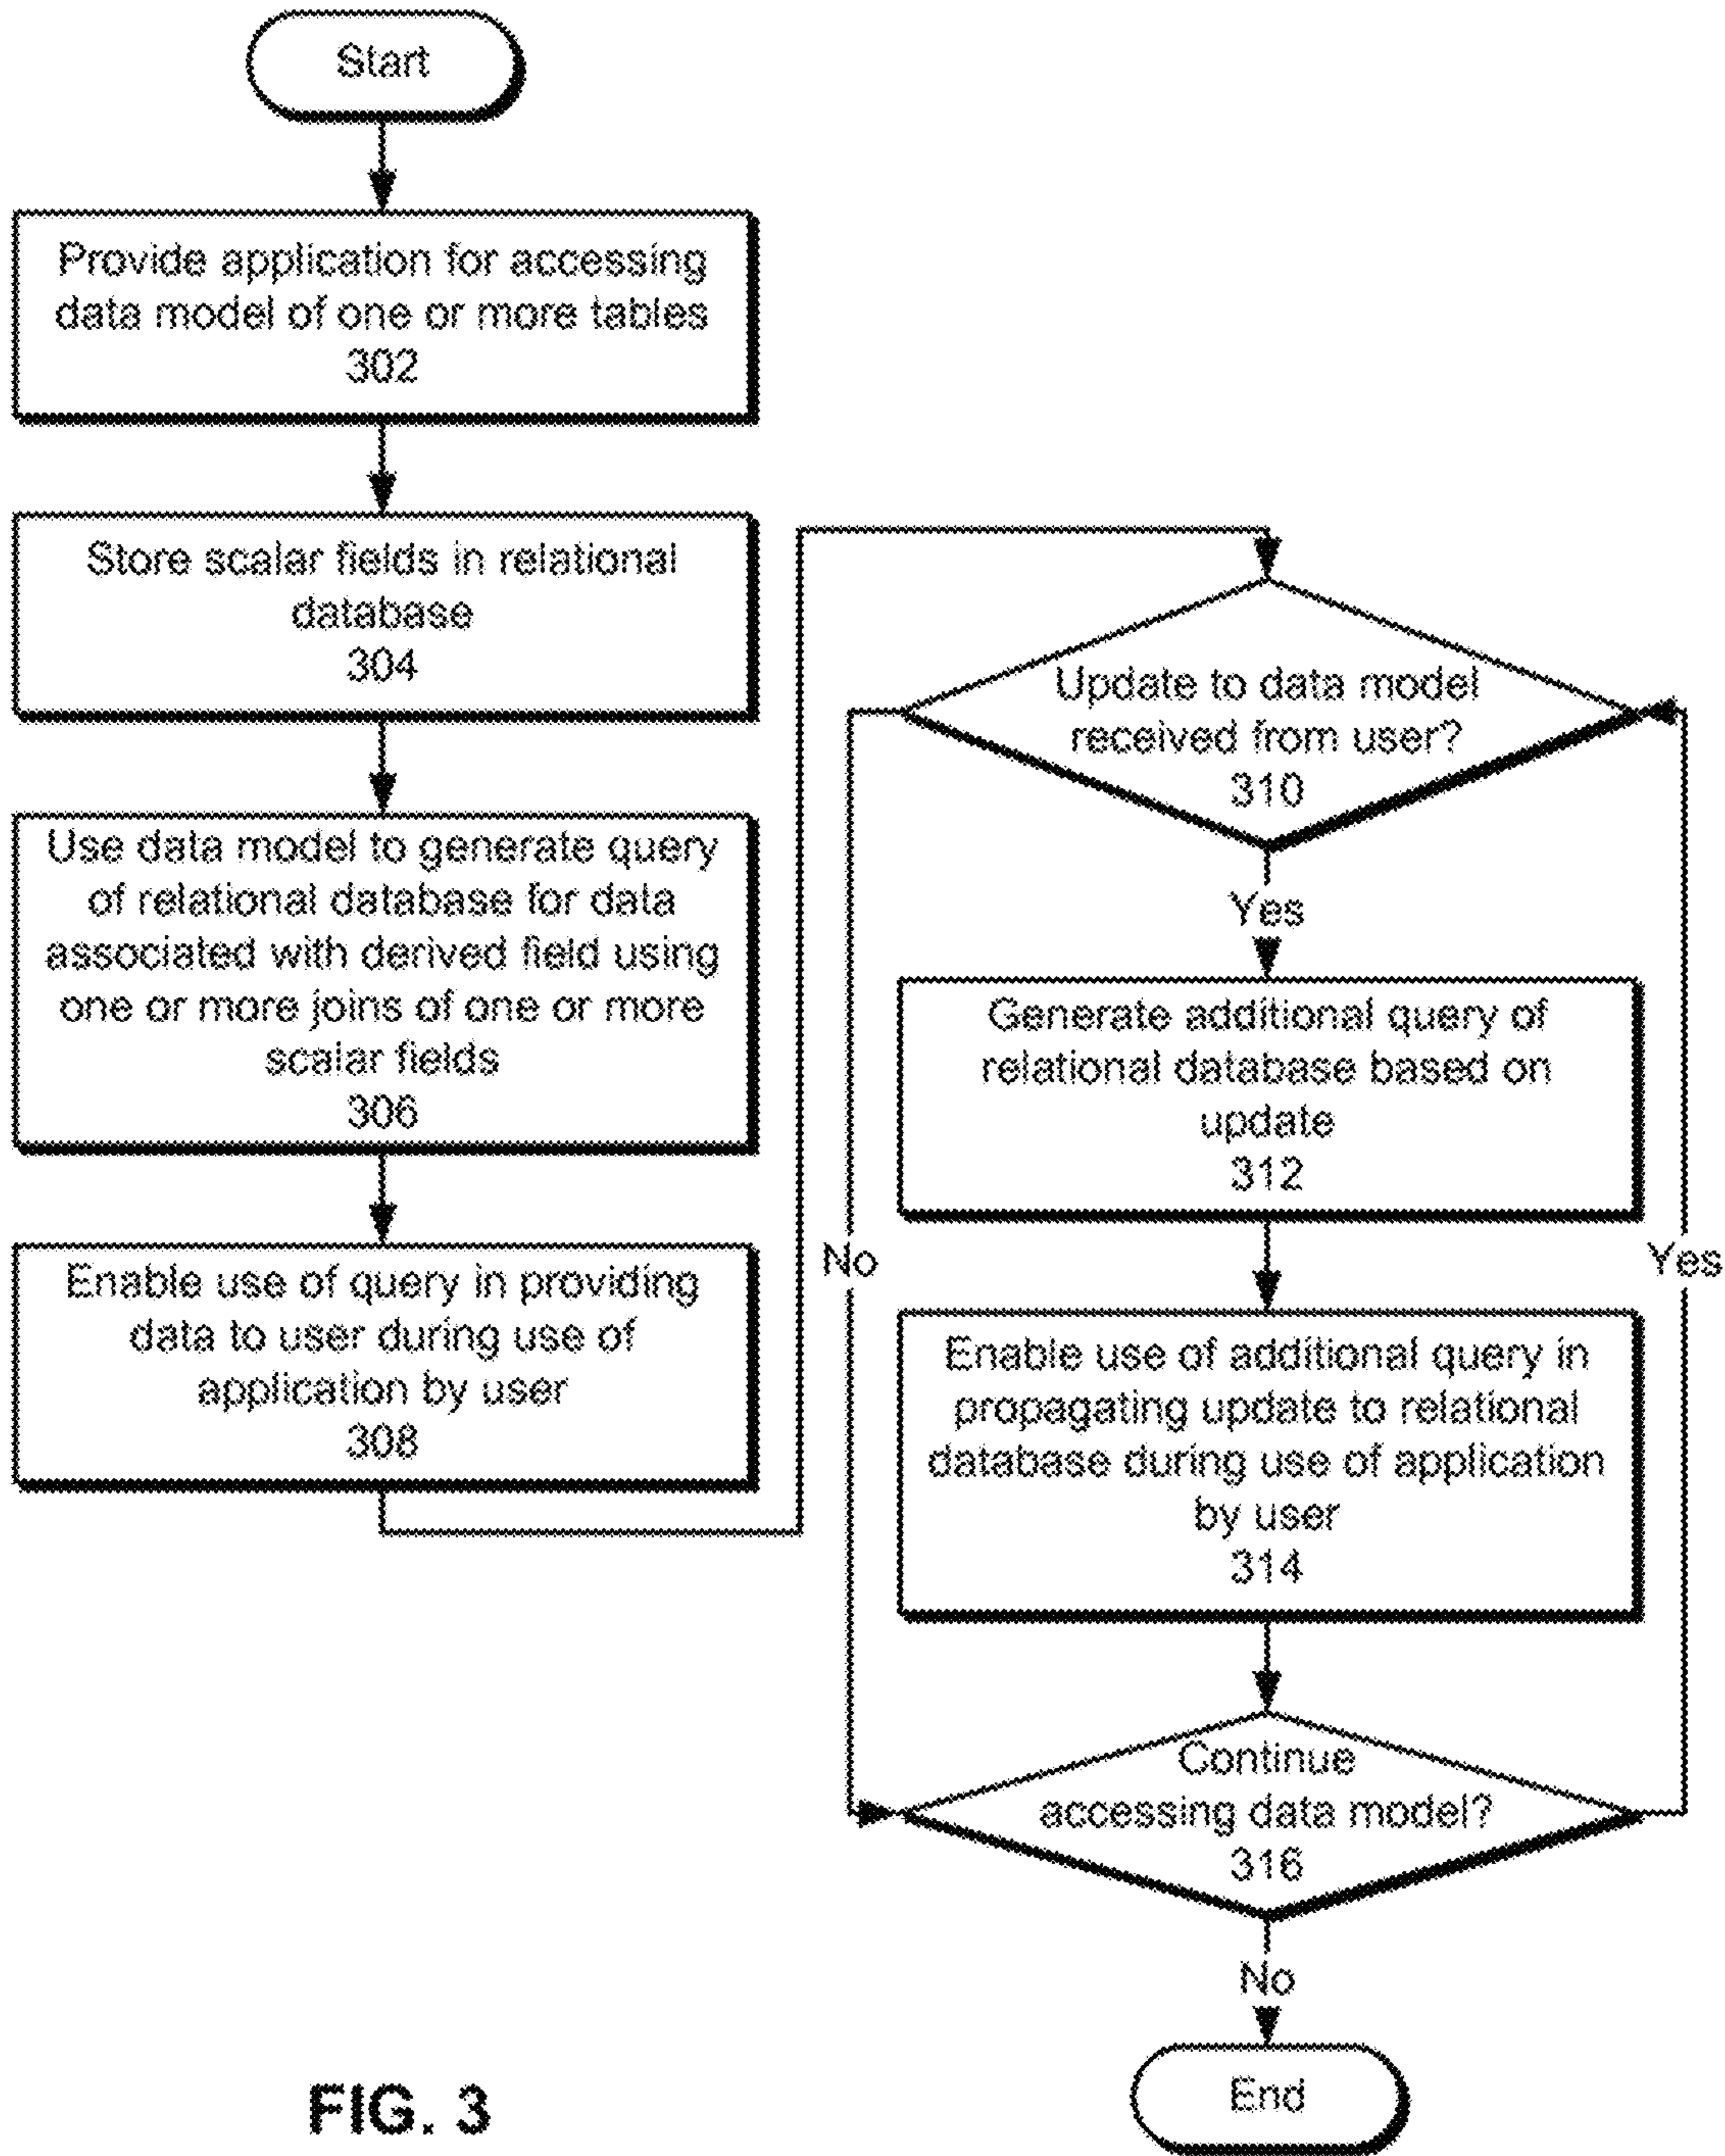 Start
Provide application for accessing
data model of one or more tables
302
Store scalar fields in relational
database
304
Use data model to generate query
of relational database for data
associated with derived field using
one or more joins of one or more
scalar fields
306
Enable use of query in providing
data to user during use of
application by user
308
Update to data model
received from user?
310
Yes
Generate additional query of
relational database based on
update
312
No
Yes
Enable use of additional query in
propagating update to relational
database during use of application
by user
314
Continue
accessing data model?
316
No
End
FIG. 3